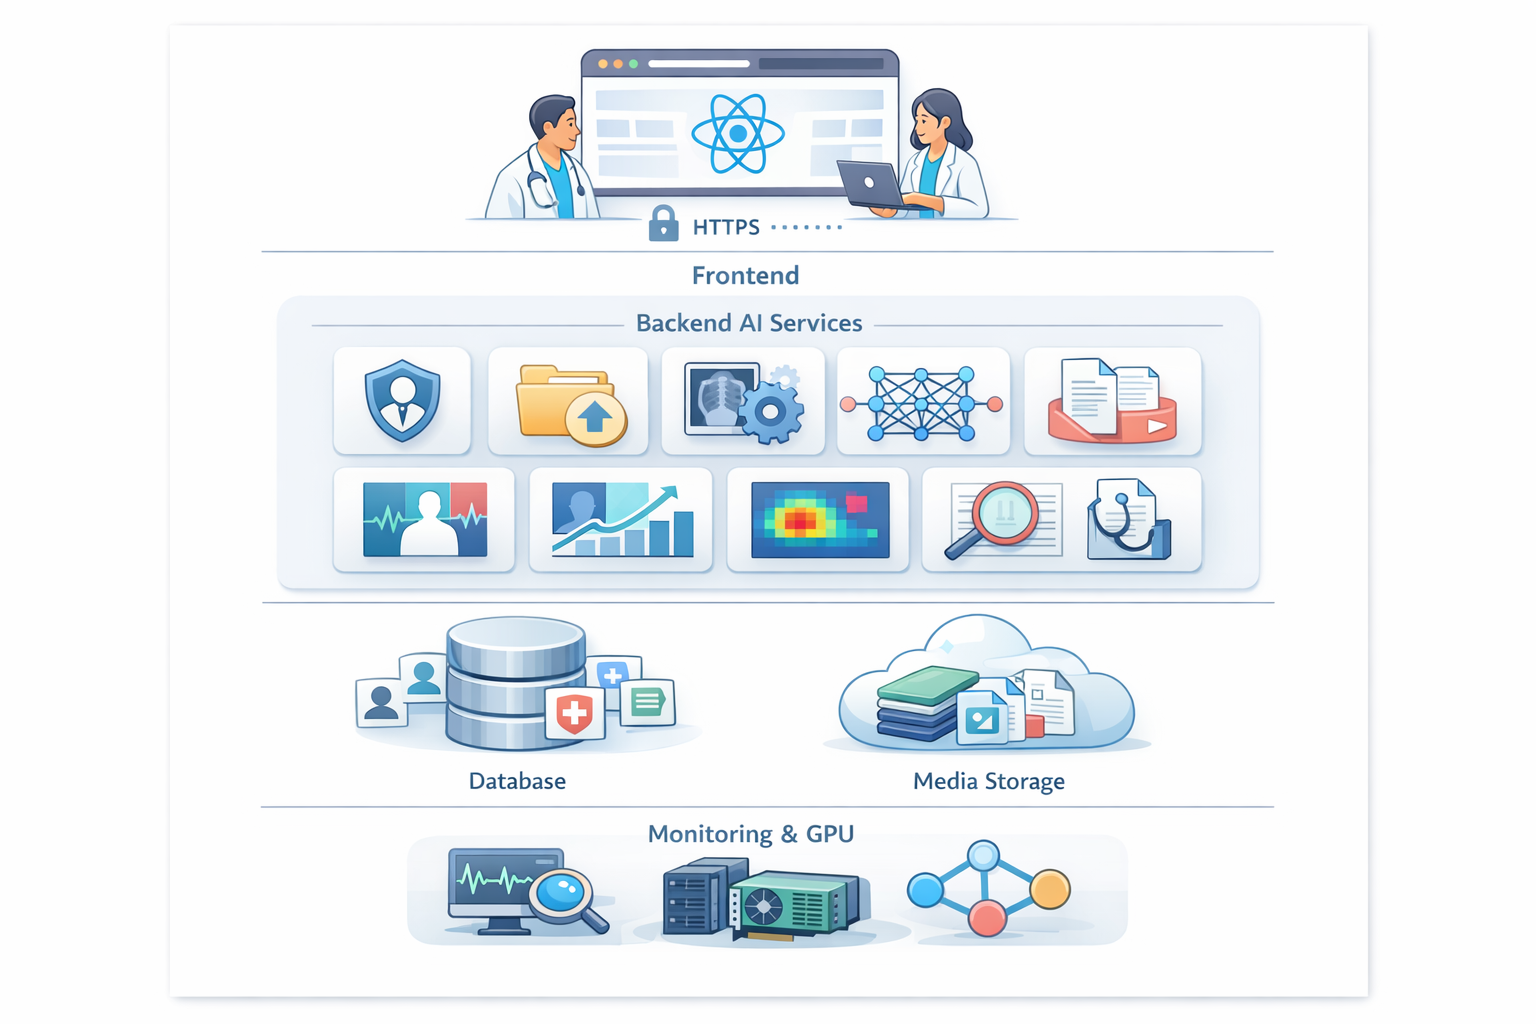 HTTPS
Frontend
Backend AI Services
Database
Media Storage
Monitoring & GPU